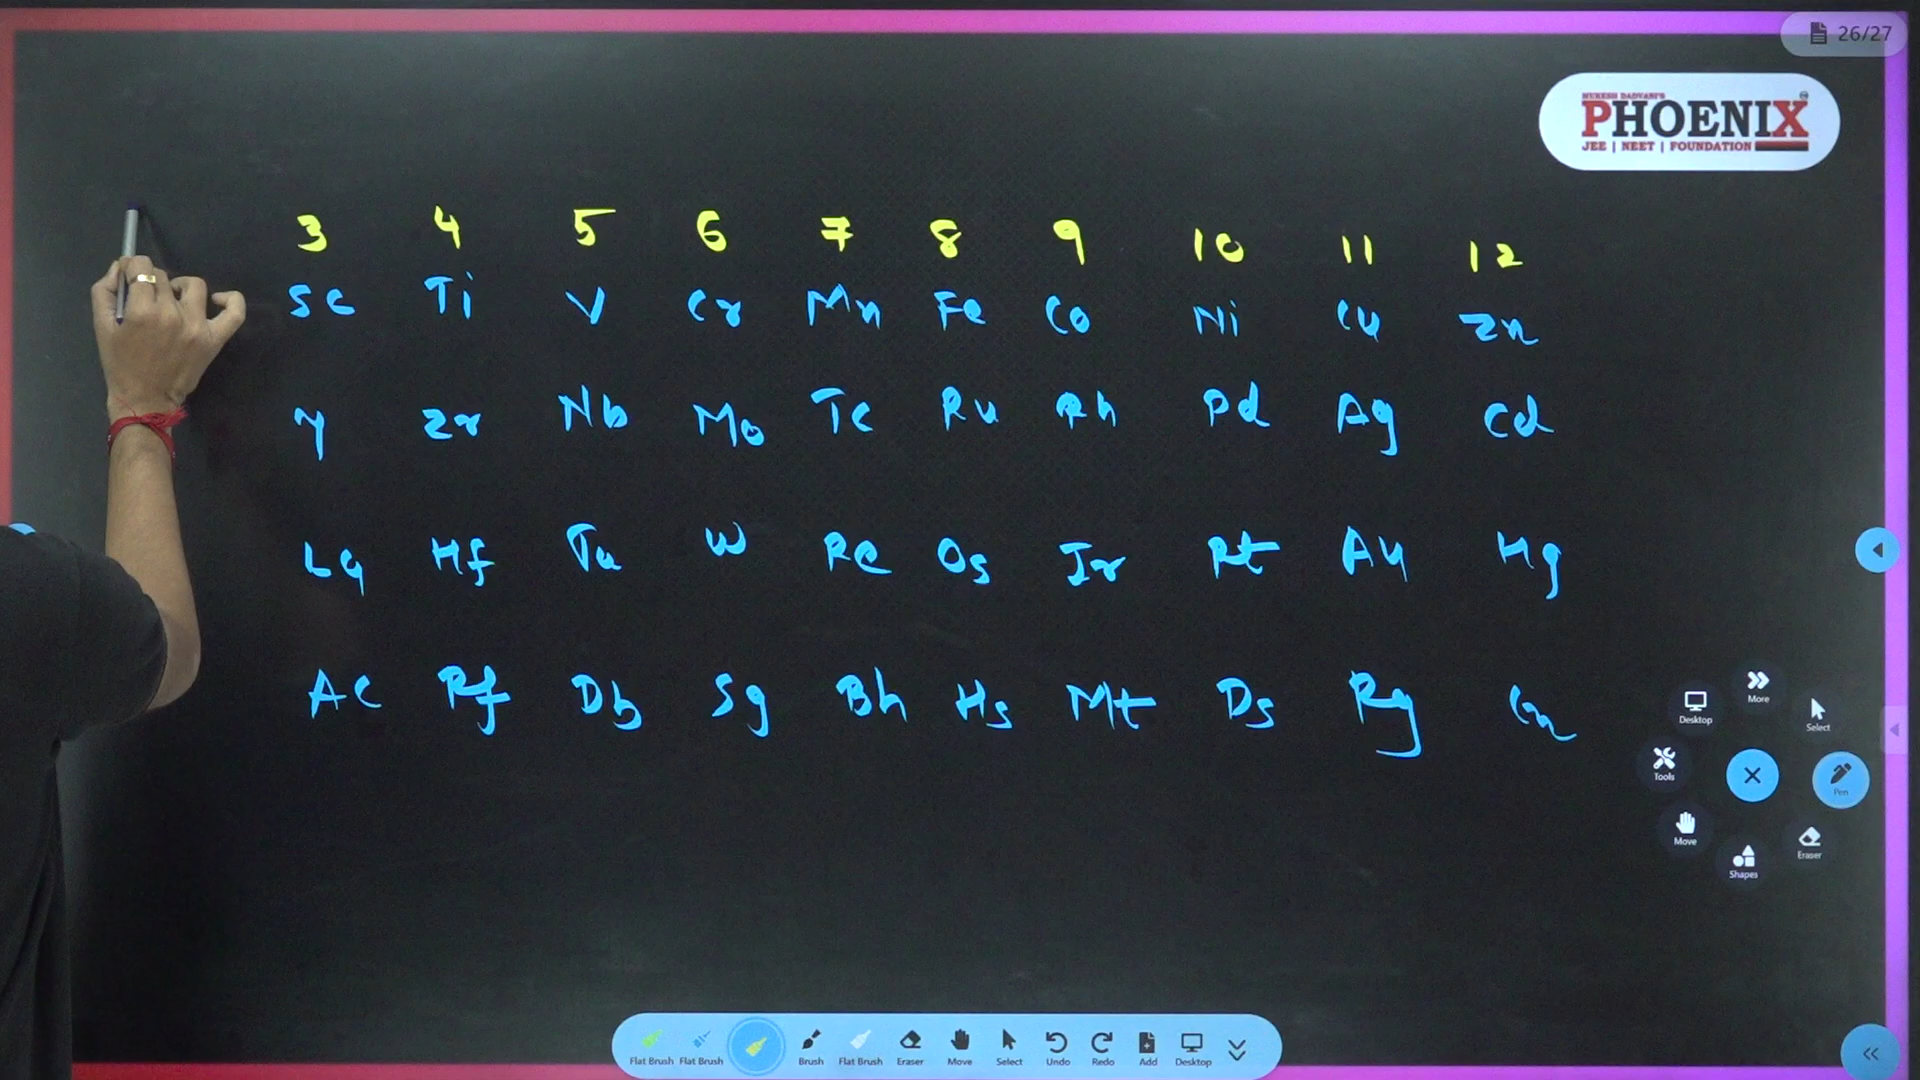 26/27
MUKESH DADVANI'S
PHOENIX
JEE | NEET | FOUNDATION
3 4 5 6 7 8 9 10 11 12
Sc Ti V Cr Mn Fe Co Ni Cu Zn
Y Zr Nb Mo Tc Ru Rh Pd Ag Cd
La Hf Ta W Re Os Ir Pt Au Hg
Ac Rf Db Sg Bh Hs Mt Ds Rg Cn
More
Desktop
Select
Tools
Pen
Move
Eraser
Shapes
Flat Brush Flat Brush Brush Flat Brush Eraser Move Select Undo Redo Add Desktop